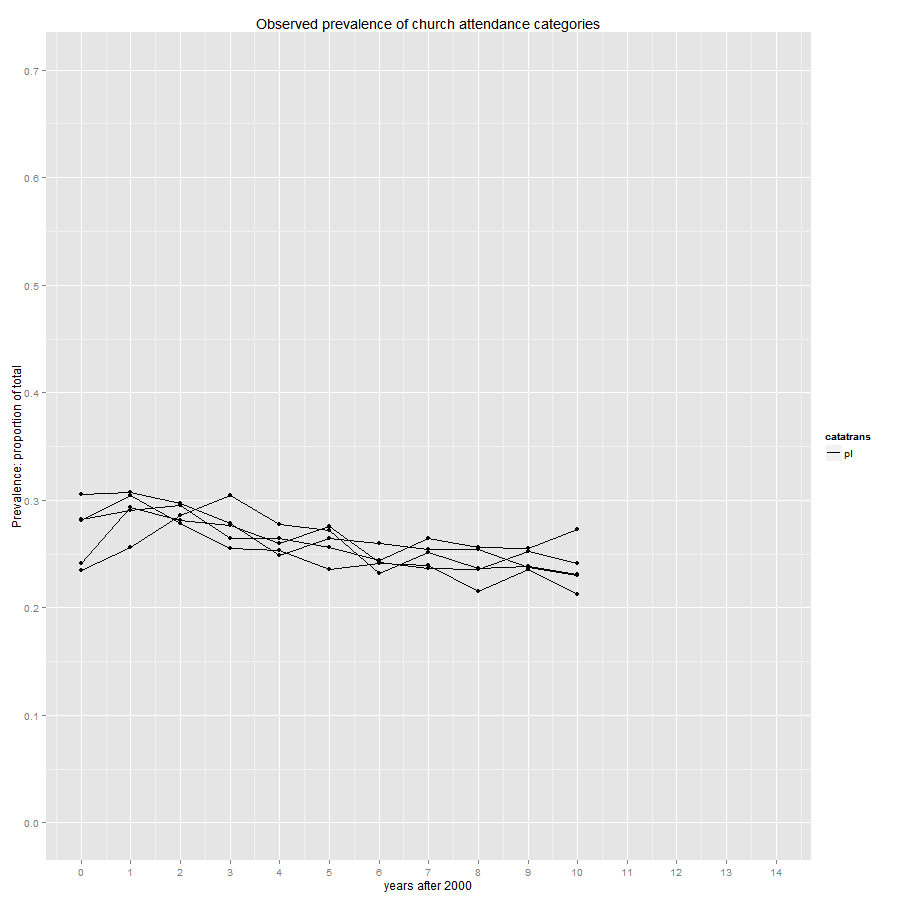 Observed prevalence of church attendance categories
Prevalence: proportion of total
0.7
0.6
0.5
0.4
0.3
0.2
0.1
0.0
0 1 2 3 4 5 6 7 8 9 10 11 12 13 14
years after 2000
catatrans
pl